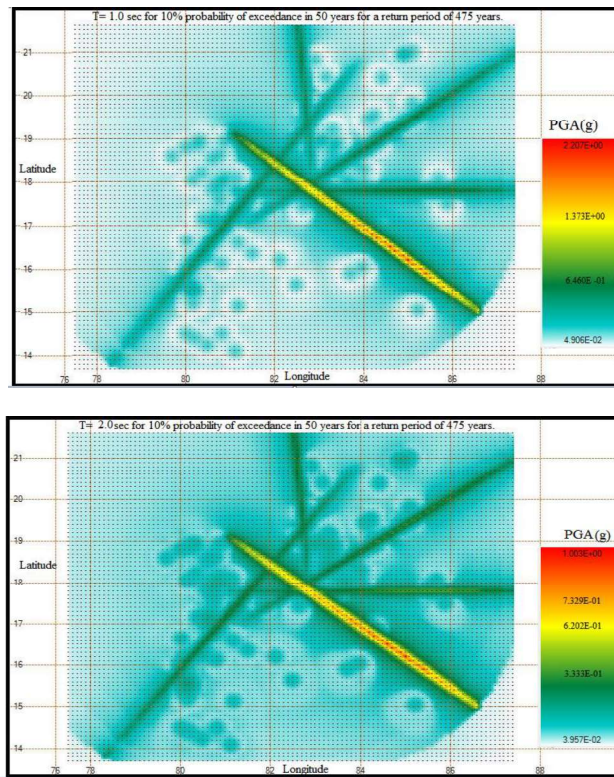 T= 1.0 sec for 10% probability of exceedance in 50 years for a return period of 475 years.
21
20
PGA(g)
19
2.207E+00
Latitude
18
1.373E+00
17
16
6.460E-01
15
4.906E-02
14
76 78 80 82 83 84 86 88
Longitude
T= 2.0 sec for 10% probability of exceedance in 50 years for a return period of 475 years.
21
20
PGA(g)
19
1.003E+00
Latitude
18
7.329E-01
17
6.202E-01
16
3.333E-01
15
3.957E-02
14
76 78 80 82 83 84 86 88
Longitude